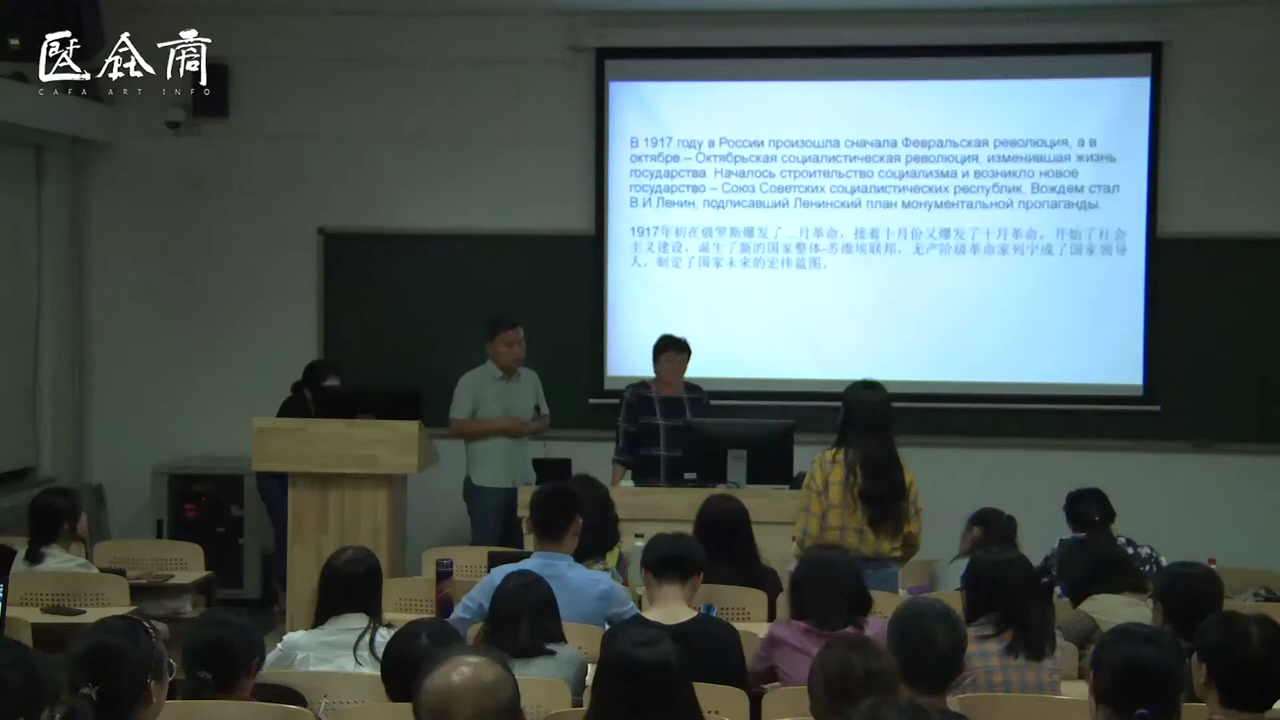 CAFA ART INFO
В 1917 году в России произошла сначала Февральская революция, а в
октябре – Октябрьская социалистическая революция, изменившая жизнь
государства. Началось строительство социализма и возникло новое
государство – Союз Советских социалистических республик. Вождем стал
В.И.Ленин, подписавший Ленинский план монументальной пропаганды.
1917年初在俄罗斯爆发了二月革命，接着十月份又爆发了十月革命，开始了社会
主义建设，诞生了新的国家整体-苏维埃联邦，无产阶级革命家列宁成了国家领导
人，制定了国家未来的宏伟蓝图。